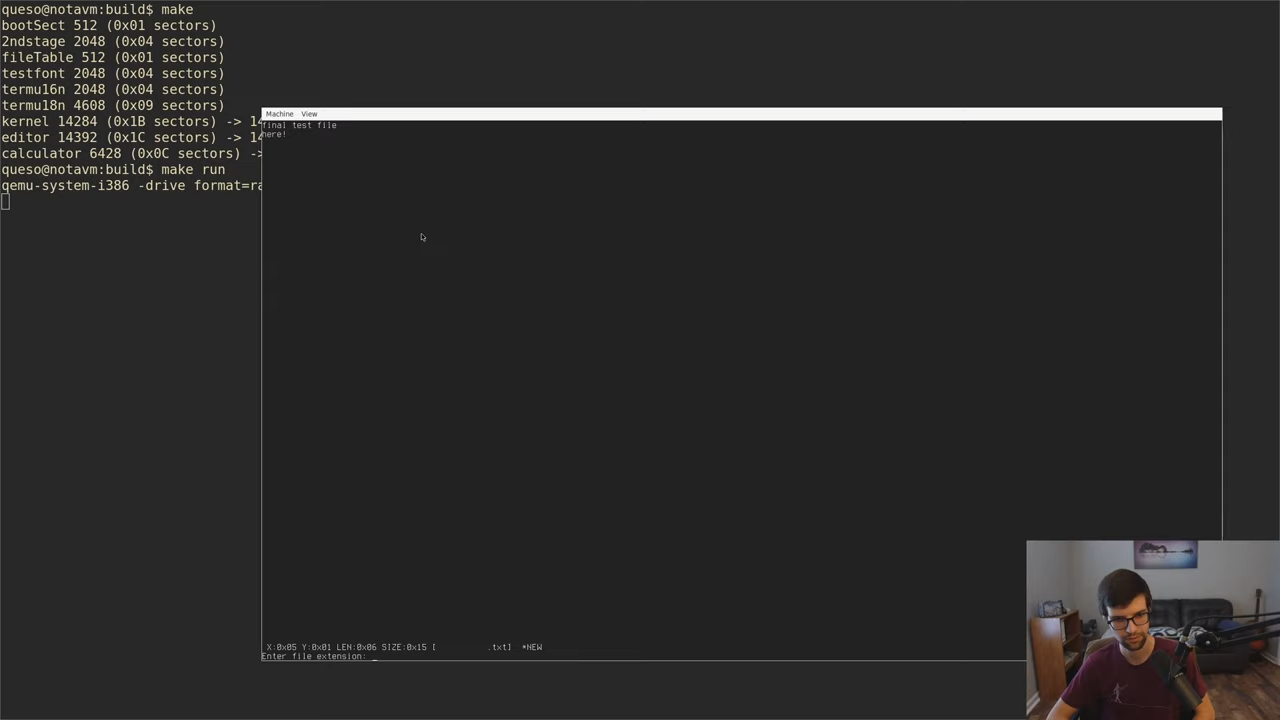 queso@notavm:build$ make
bootSect 512 (0x01 sectors)
2ndstage 2048 (0x04 sectors)
fileTable 512 (0x01 sectors)
testfont 2048 (0x04 sectors)
termu16n 2048 (0x04 sectors)
termu18n 4608 (0x09 sectors)
kernel 14284 (0x1B sectors) -> 14
editor 14392 (0x1C sectors) -> 14
calculator 6428 (0x0C sectors) ->
queso@notavm:build$ make run
qemu-system-i386 -drive format=ra
Machine View
final test file
here!
X:0x05 Y:0x01 LEN:0x06 SIZE:0x15 [ .txt] *NEW
Enter file extension: _